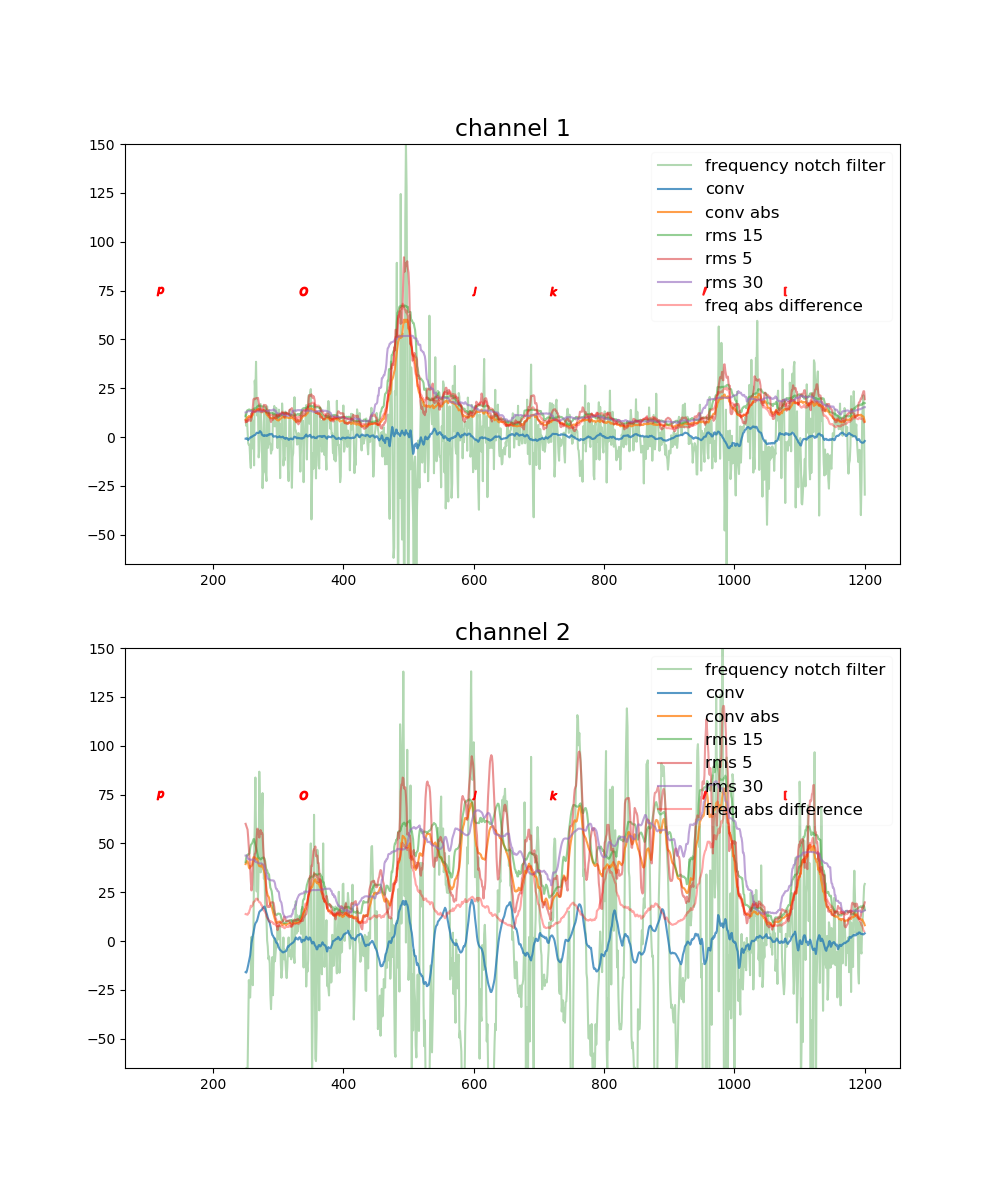 channel 1
150
125
100
75
50
25
0
−25
−50
frequency notch filter
conv
conv abs
rms 15
rms 5
rms 30
freq abs difference
P O J k
200 400 600 800 1000 1200
channel 2
150
125
100
75
50
25
0
−25
−50
frequency notch filter
conv
conv abs
rms 15
rms 5
rms 30
freq abs difference
P O J k
200 400 600 800 1000 1200